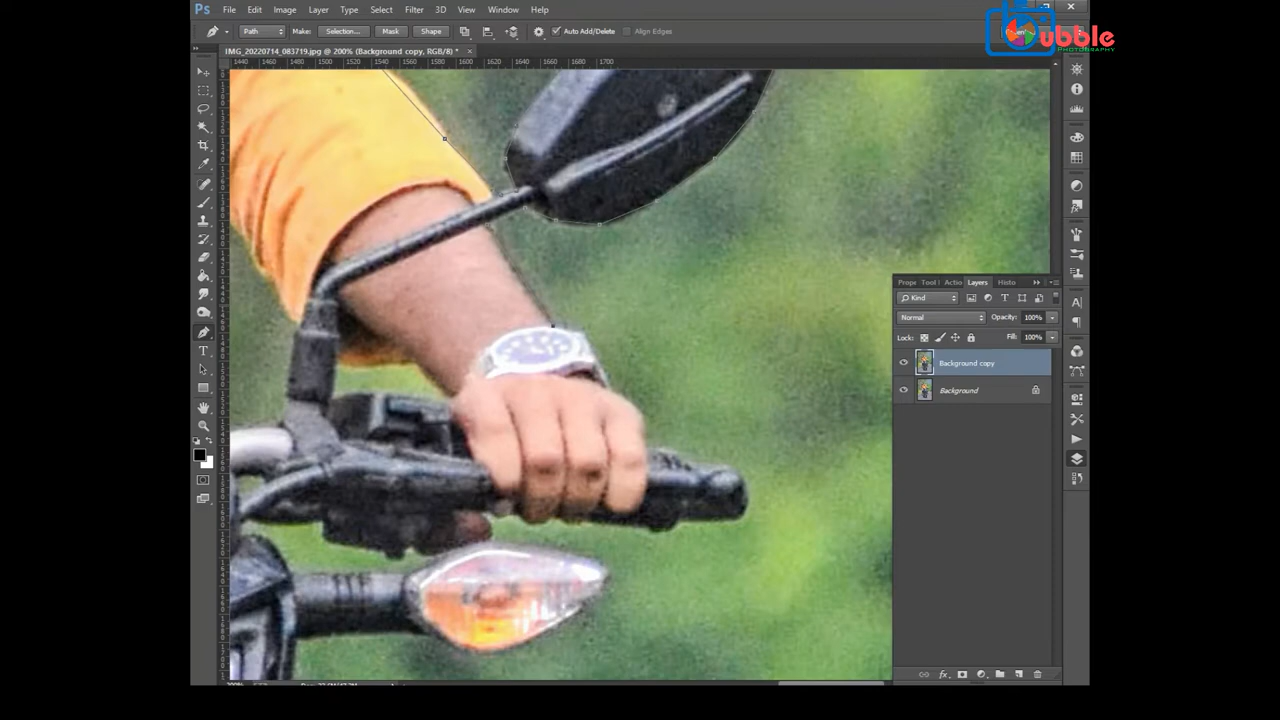 Ps File Edit Image Layer Type Select Filter 3D View Window Help
ubble
PHOTOGRAPHY
Path Make: Selection... Mask Shape Auto Add/Delete Align Edges
IMG_20220714_083719.jpg @ 200% (Background copy, RGB/8) * ×
1440 1460 1480 1500 1520 1540 1560 1580 1600 1620 1640 1660 1680 1700
Prope Tool Actio Layers Histo
Kind
Normal Opacity: 100%
Lock: Fill: 100%
Background copy
Background
fx